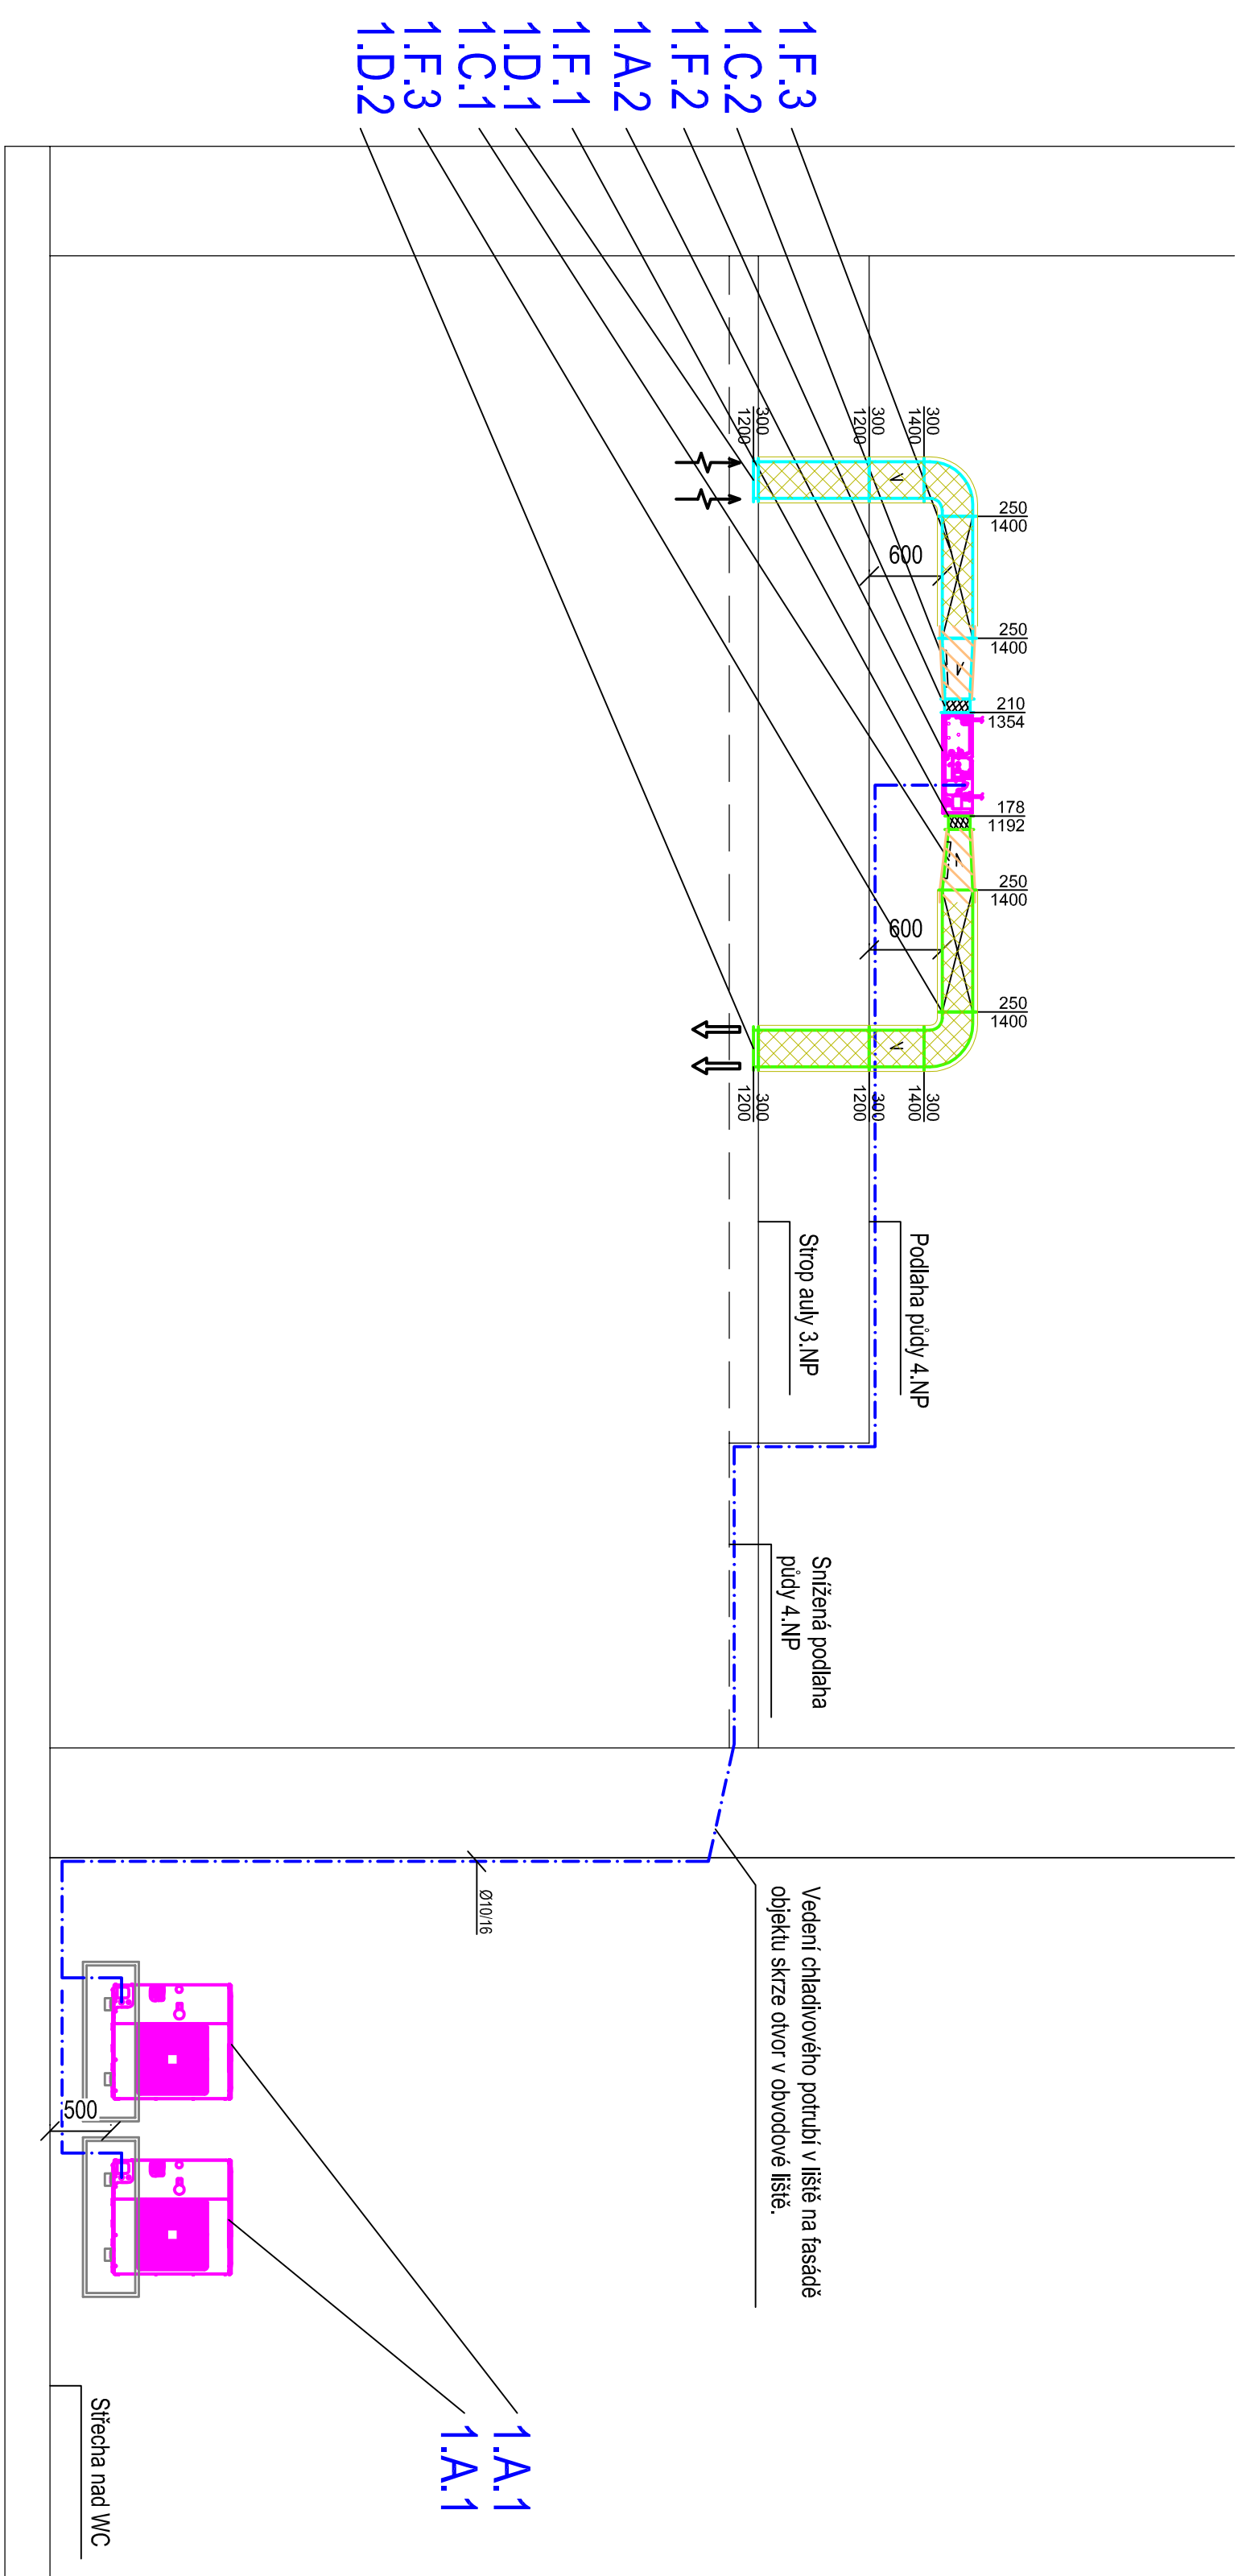 1.F.3
1.C.2
1.F.2
1.A.2
1.F.1
1.D.1
1.C.1
1.F.3
1.D.2
300
1200
300
1200
300
1400
250
1400
250
1400
210
1354
178
1192
250
1400
250
1400
600
600
300
1200
300
1200
300
1400
Podlaha půdy 4.NP
Strop auly 3.NP
Snížená podlaha
půdy 4.NP
Vedení chladivového potrubí v liště na fasádě
objektu skrze otvor v obvodové liště.
Ø10/16
500
1.A.1
1.A.1
Střecha nad WC